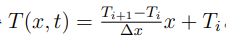 T(x, t) = \frac{T_{i+1} - T_i}{\Delta x} x + T_i